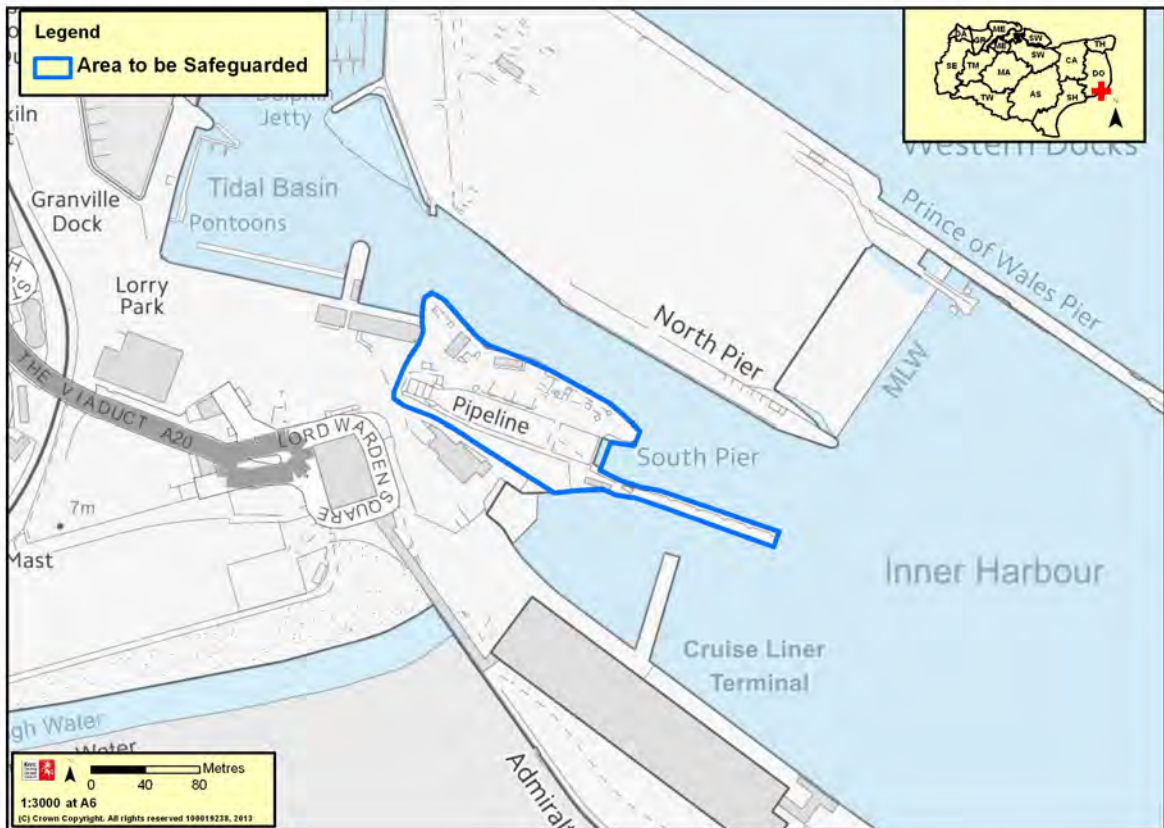 Legend
Area to be Safeguarded
DA
GR
ME
ME
SW
SW
TH
SE
TM
MA
CA
DO
TW
AS
SH
Dolphin
Jetty
Western Docks
kiln
Tidal Basin
Granville
Dock
Pontoons
Prince of Wales Pier
Lorry
Park
North Pier
MLW
THE VIADUCT A20
Pipeline
LORD WARDEN
SQUARE
South Pier
7m
Mast
Inner Harbour
Cruise Liner
Terminal
gh Water
Water
Admiralt
0 40 80 Metres
1:3000 at A6
(C) Crown Copyright. All rights reserved 100019238, 2013